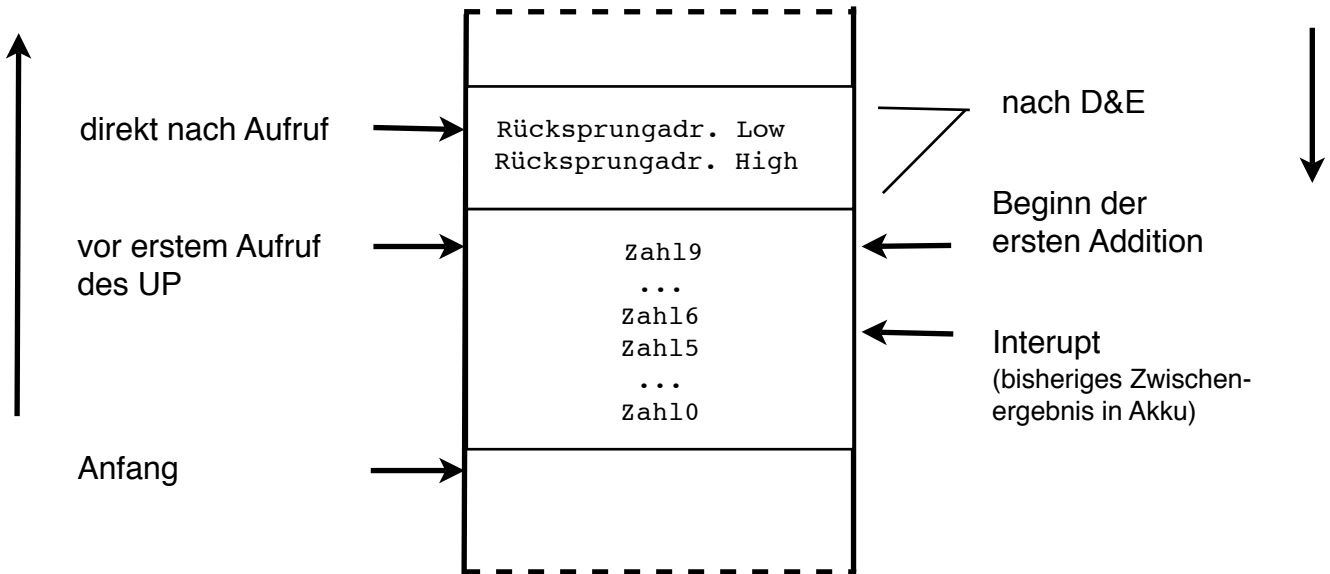 direkt nach Aufruf
vor erstem Aufruf
des UP
Anfang
Rücksprungadr. Low
Rücksprungadr. High
Zahl9
...
Zahl6
Zahl5
...
Zahl0
nach D&E
Beginn der
ersten Addition
Interupt
(bisheriges Zwischen-
ergebnis in Akku)